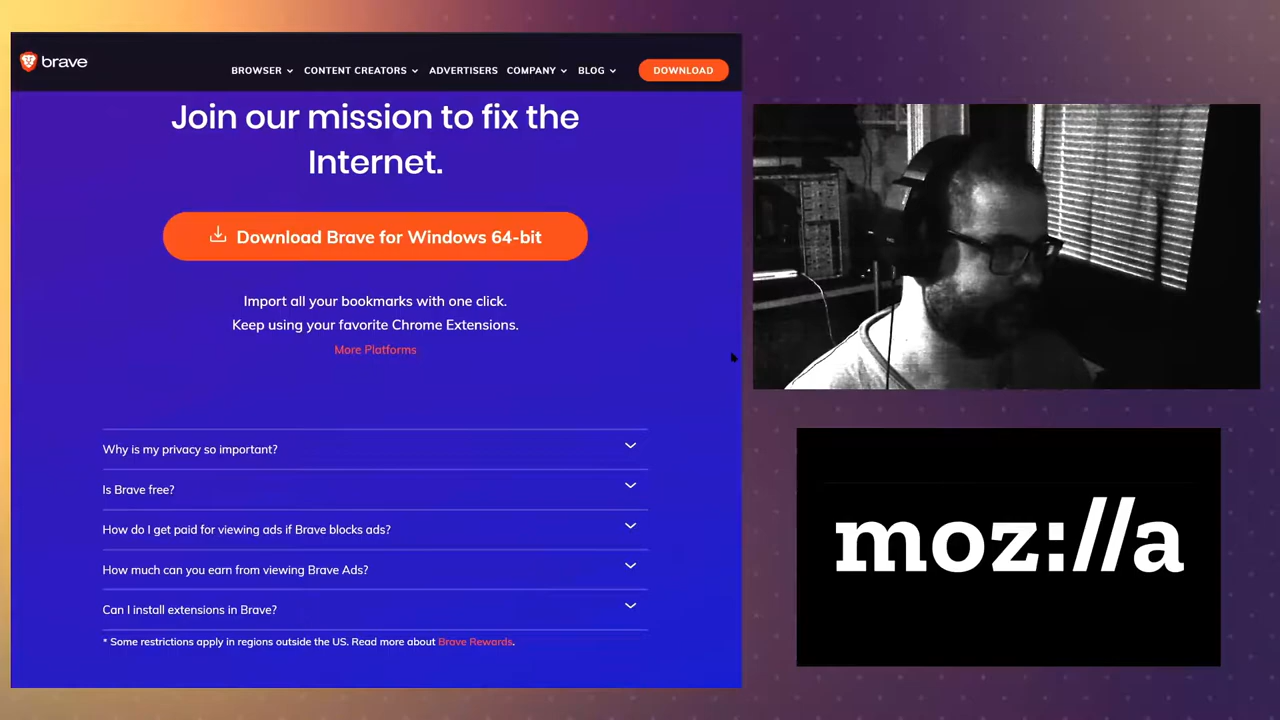 brave
BROWSER CONTENT CREATORS ADVERTISERS COMPANY BLOG DOWNLOAD
Join our mission to fix the
Internet.
Download Brave for Windows 64-bit
Import all your bookmarks with one click.
Keep using your favorite Chrome Extensions.
More Platforms
Why is my privacy so important?
Is Brave free?
How do I get paid for viewing ads if Brave blocks ads?
How much can you earn from viewing Brave Ads?
Can I install extensions in Brave?
* Some restrictions apply in regions outside the US. Read more about Brave Rewards.
moz://a